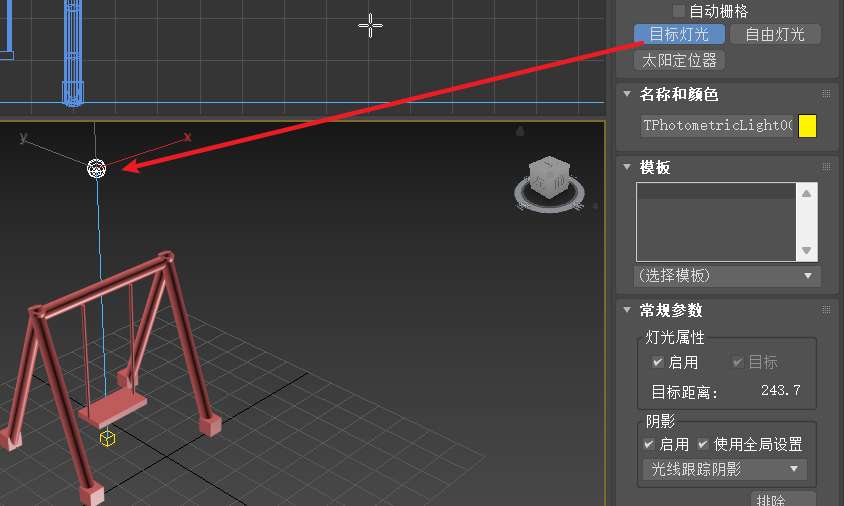 自动栅格
目标灯光 自由灯光
太阳定位器
名称和颜色
TPhotometricLight00
模板
(选择模板)
常规参数
灯光属性
启用 目标
目标距离: 243.7
阴影
启用 使用全局设置
光线跟踪阴影
排除
y
x